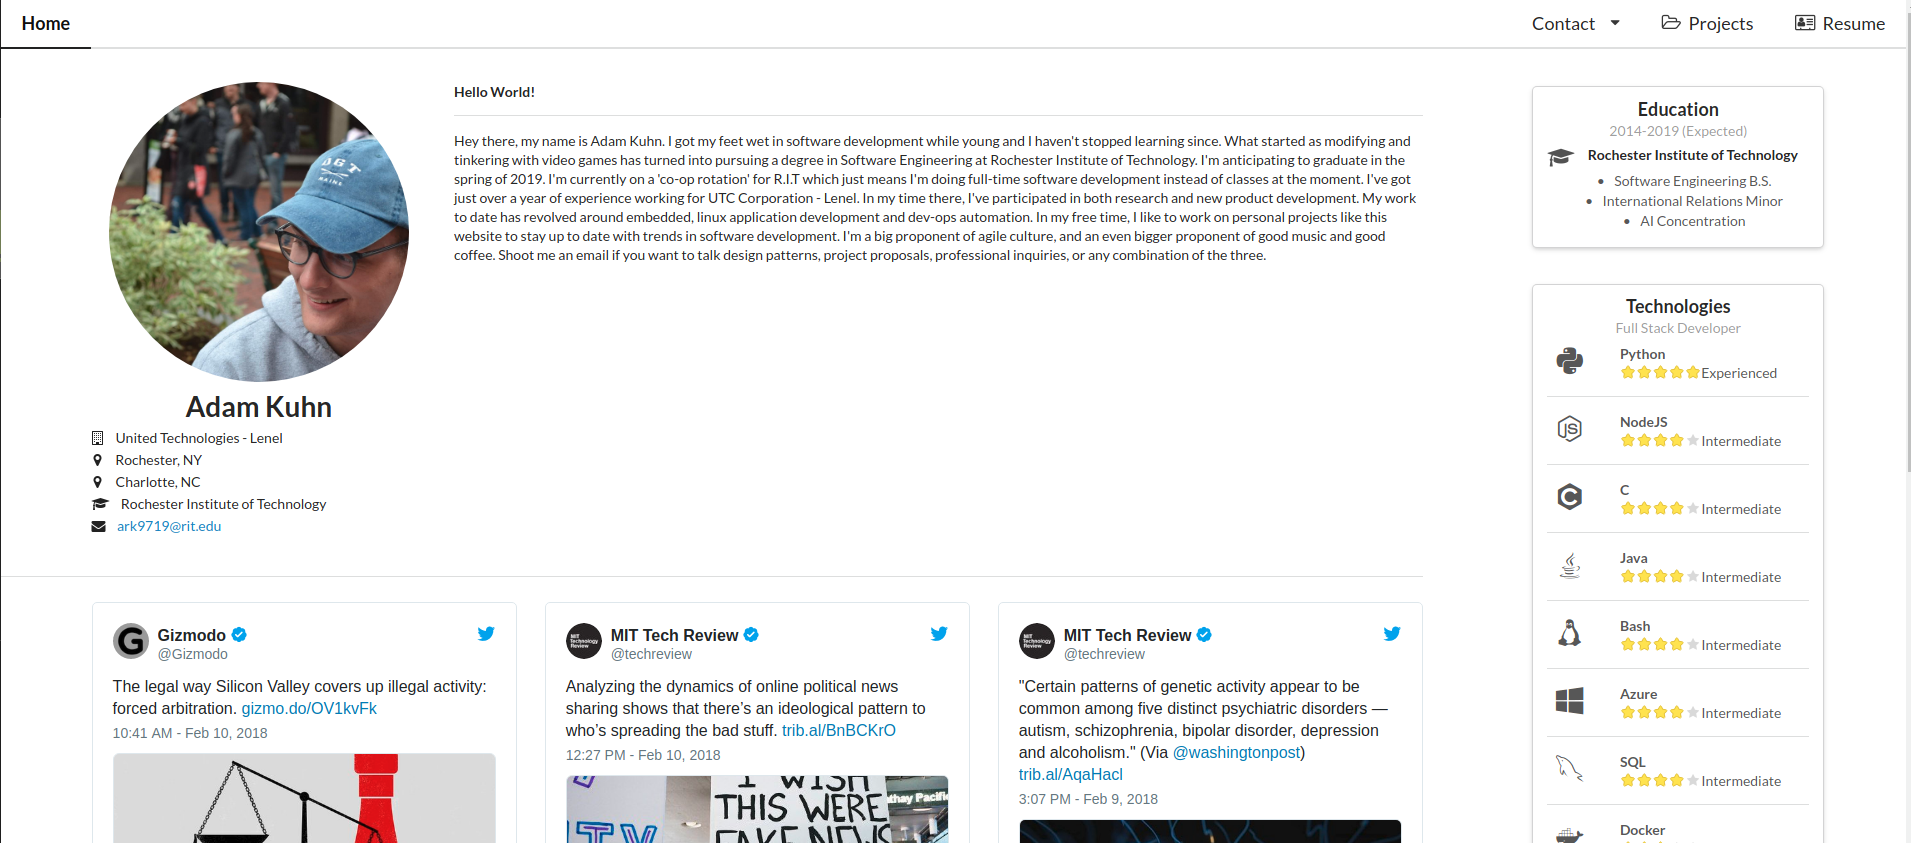 Home
Contact
Projects
Resume
Hello World!
Hey there, my name is Adam Kuhn. I got my feet wet in software development while young and I haven't stopped learning since. What started as modifying and
tinkering with video games has turned into pursuing a degree in Software Engineering at Rochester Institute of Technology. I'm anticipating to graduate in the
spring of 2019. I'm currently on a 'co-op rotation' for R.I.T which just means I'm doing full-time software development instead of classes at the moment. I've got
just over a year of experience working for UTC Corporation - Lenel. In my time there, I've participated in both research and new product development. My work
to date has revolved around embedded, linux application development and dev-ops automation. In my free time, I like to work on personal projects like this
website to stay up to date with trends in software development. I'm a big proponent of agile culture, and an even bigger proponent of good music and good
coffee. Shoot me an email if you want to talk design patterns, project proposals, professional inquiries, or any combination of the three.
Adam Kuhn
United Technologies - Lenel
Rochester, NY
Charlotte, NC
Rochester Institute of Technology
ark9719@rit.edu
Education
2014-2019 (Expected)
Rochester Institute of Technology
• Software Engineering B.S.
• International Relations Minor
• AI Concentration
Technologies
Full Stack Developer
Python
Experienced
NodeJS
Intermediate
C
Intermediate
Java
Intermediate
Bash
Intermediate
Azure
Intermediate
SQL
Intermediate
Docker
Gizmodo
@Gizmodo
The legal way Silicon Valley covers up illegal activity:
forced arbitration. gizmo.do/OV1kvFk
10:41 AM - Feb 10, 2018
MIT Tech Review
@techreview
Analyzing the dynamics of online political news
sharing shows that there's an ideological pattern to
who's spreading the bad stuff. trib.al/BnBCKrO
12:27 PM - Feb 10, 2018
I WISH
THIS WERE
FAKE NEWS
MIT Tech Review
@techreview
"Certain patterns of genetic activity appear to be
common among five distinct psychiatric disorders —
autism, schizophrenia, bipolar disorder, depression
and alcoholism." (Via @washingtonpost)
trib.al/AqaHacl
3:07 PM - Feb 9, 2018